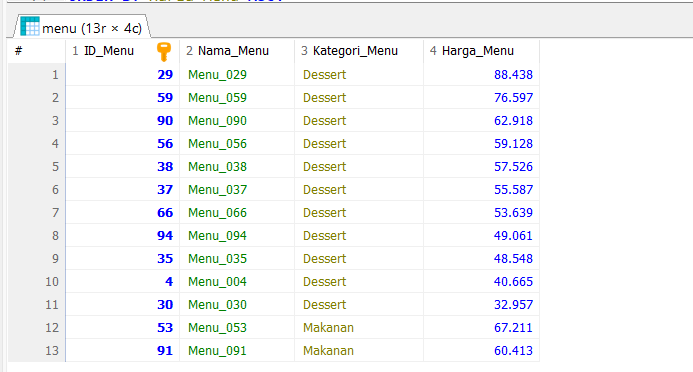 menu (13r × 4c)
# 1 ID_Menu 2 Nama_Menu 3 Kategori_Menu 4 Harga_Menu
1 29 Menu_029 Dessert 88.438
2 59 Menu_059 Dessert 76.597
3 90 Menu_090 Dessert 62.918
4 56 Menu_056 Dessert 59.128
5 38 Menu_038 Dessert 57.526
6 37 Menu_037 Dessert 55.587
7 66 Menu_066 Dessert 53.639
8 94 Menu_094 Dessert 49.061
9 35 Menu_035 Dessert 48.548
10 4 Menu_004 Dessert 40.665
11 30 Menu_030 Dessert 32.957
12 53 Menu_053 Makanan 67.211
13 91 Menu_091 Makanan 60.413